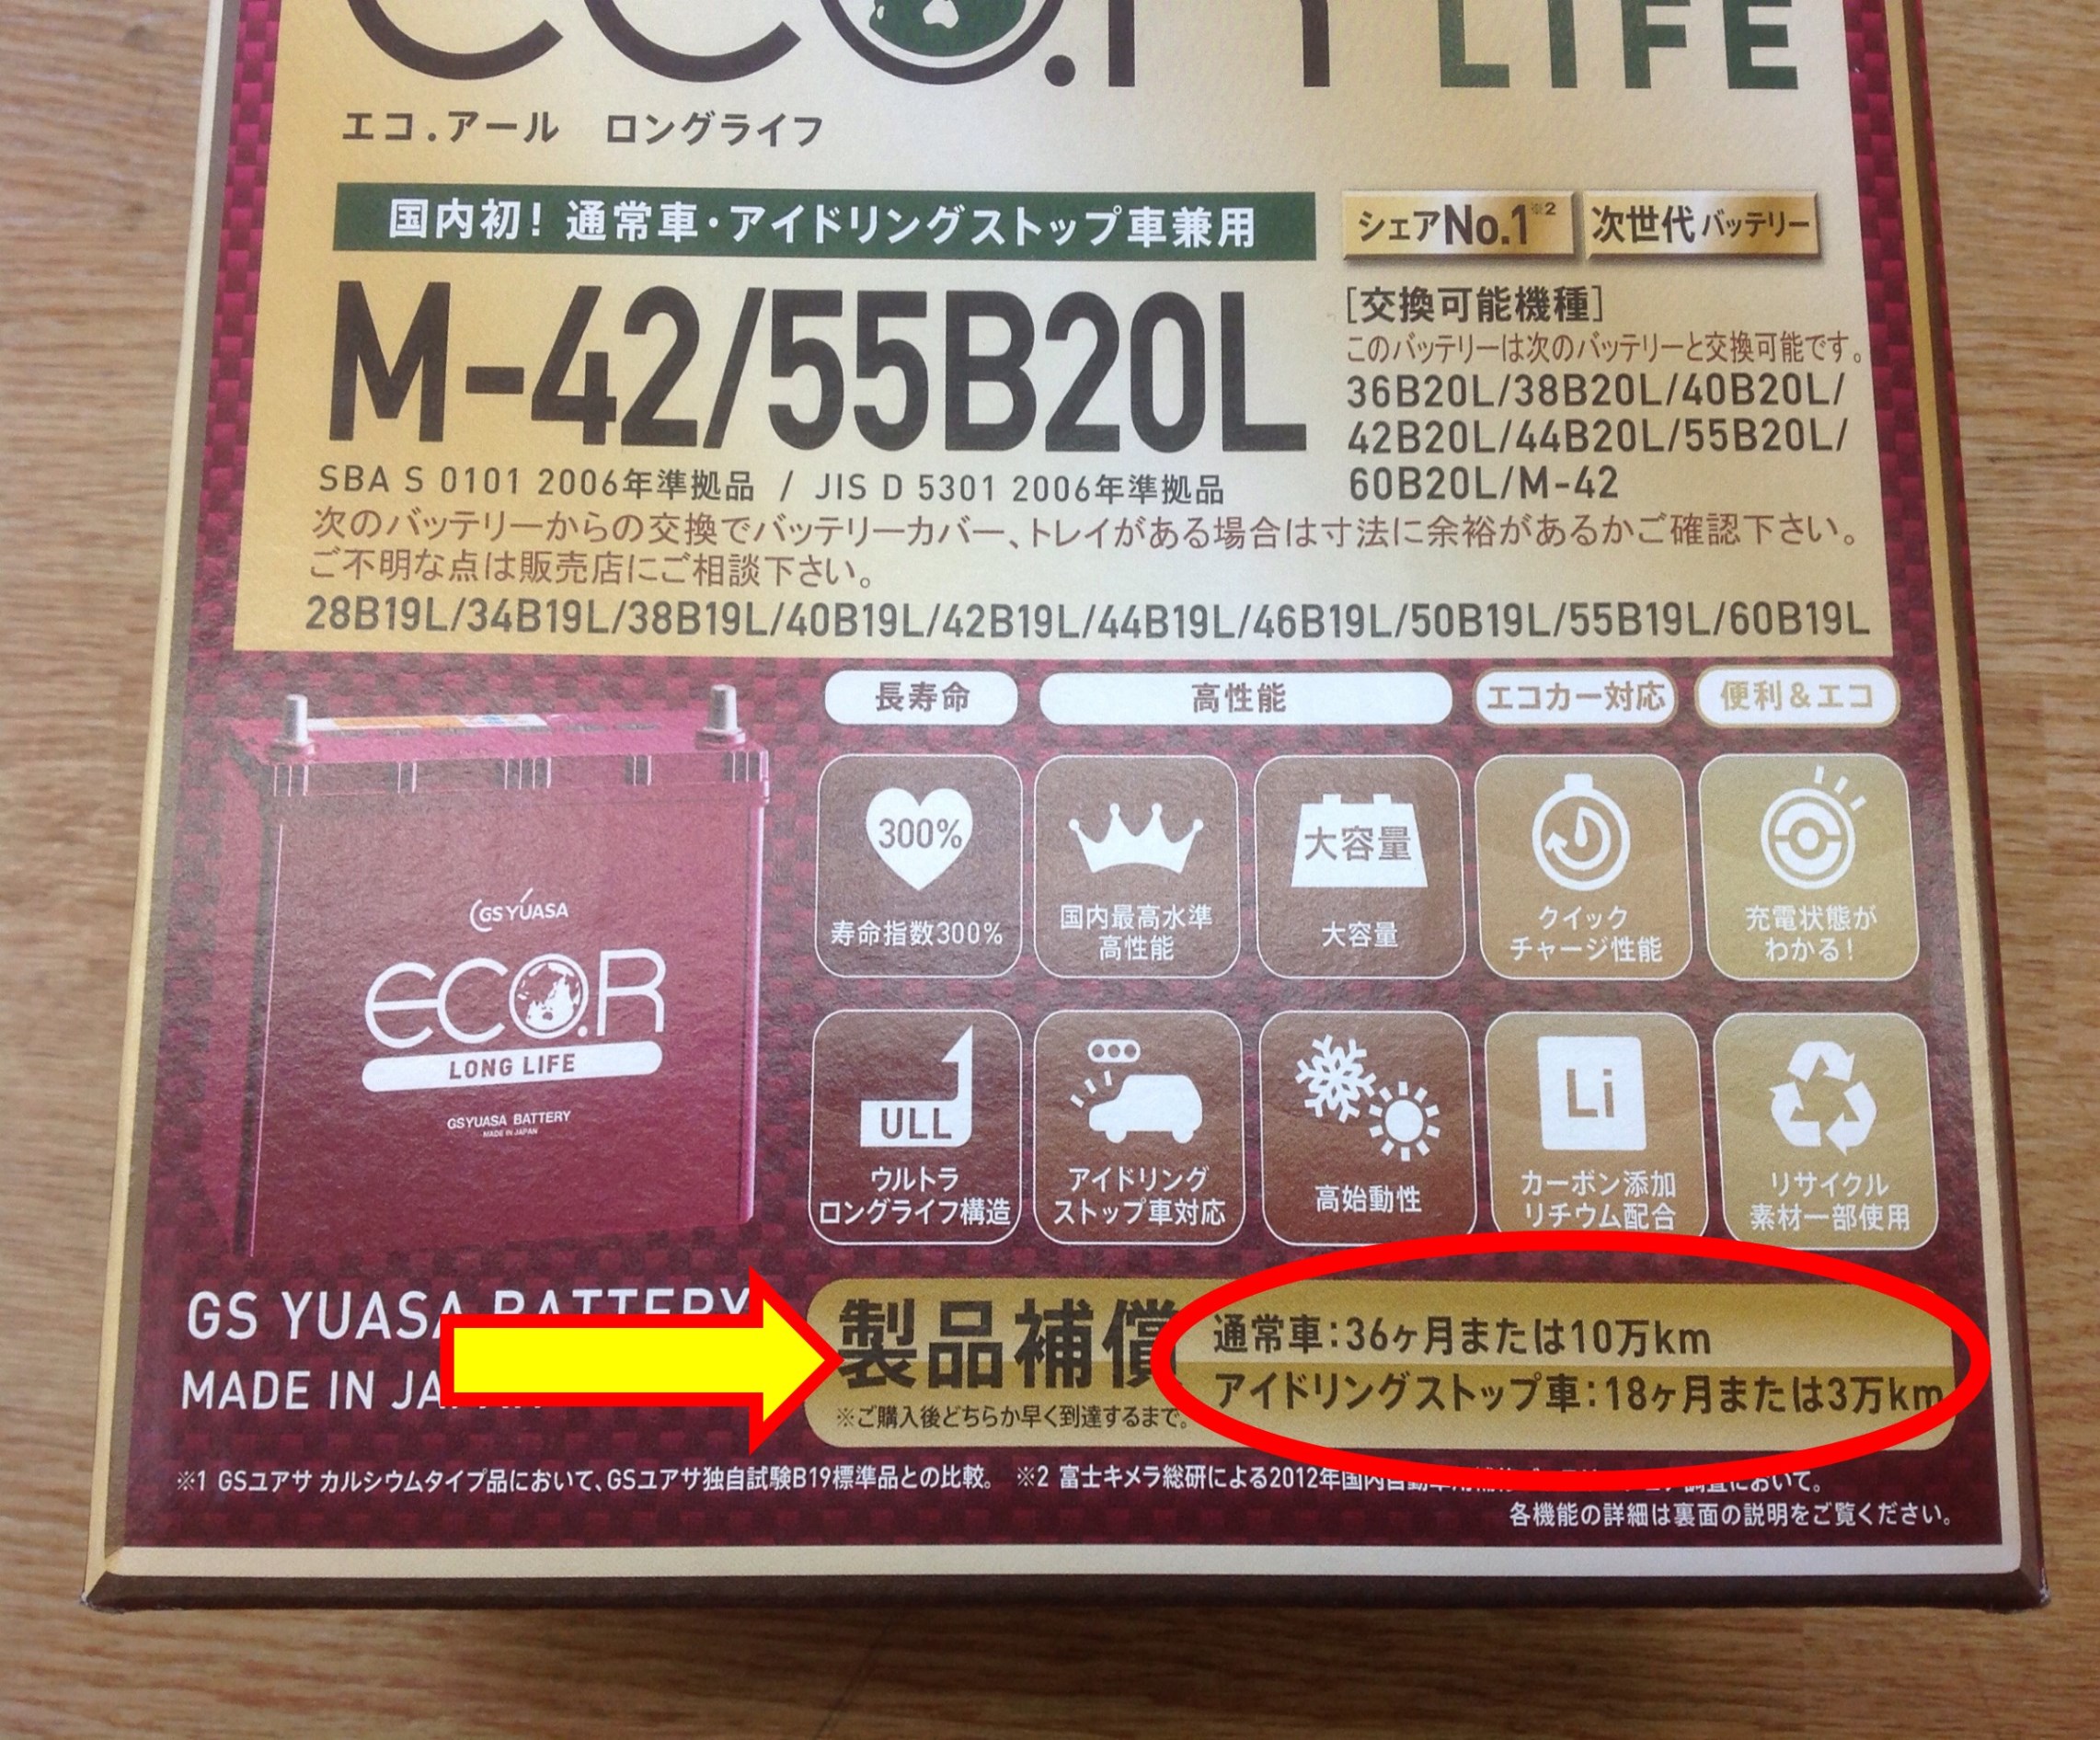 LIFE
エコ.アール ロングライフ
国内初！通常車・アイドリングストップ車兼用
シェアNo.1※2 次世代バッテリー
M-42/55B20L
SBA S 0101 2006年準拠品 / JIS D 5301 2006年準拠品
[交換可能機種]
このバッテリーは次のバッテリーと交換可能です。
36B20L/38B20L/40B20L/
42B20L/44B20L/55B20L/
60B20L/M-42
次のバッテリーからの交換でバッテリーカバー、トレイがある場合は寸法に余裕があるかご確認下さい。
ご不明な点は販売店にご相談下さい。
28B19L/34B19L/38B19L/40B19L/42B19L/44B19L/46B19L/50B19L/55B19L/60B19L
GS YUASA
ECO.R
LONG LIFE
GSYUASA BATTERY
MADE IN JAPAN
長寿命 高性能 エコカー対応 便利&エコ
300%
寿命指数300%
国内最高水準
高性能
大容量
大容量
クイック
チャージ性能
充電状態が
わかる！
ULL
ウルトラ
ロングライフ構造
アイドリング
ストップ車対応
高始動性
Li
カーボン添加
リチウム配合
リサイクル
素材一部使用
GS YUASA BATTERY
MADE IN
製品補償
※ご購入後どちらか早く到達するまで。
通常車：36ヶ月または10万km
アイドリングストップ車：18ヶ月または3万km
※1 GSユアサ カルシウムタイプ品において、GSユアサ独自試験B19標準品との比較。 ※2 富士キメラ総研による2012年国内自動車用 調査において。
各機能の詳細は裏面の説明をご覧ください。